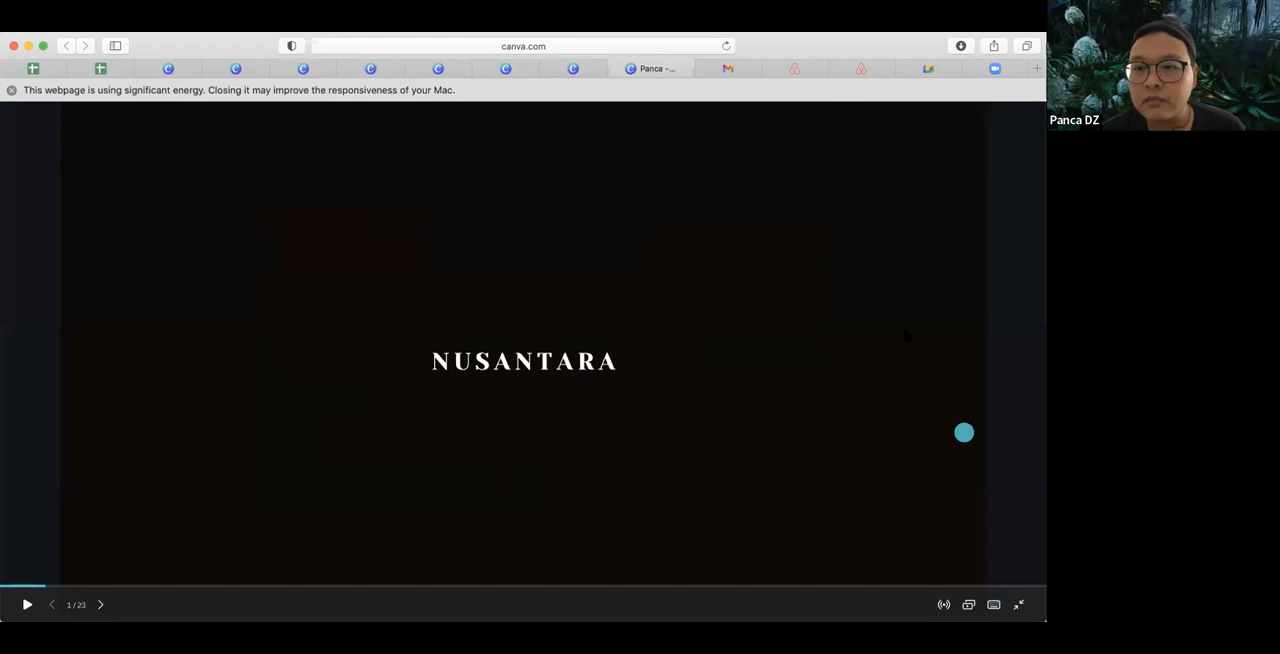 canva.com
Panca -...
This webpage is using significant energy. Closing it may improve the responsiveness of your Mac.
Panca DZ
NUSANTARA
1 / 23